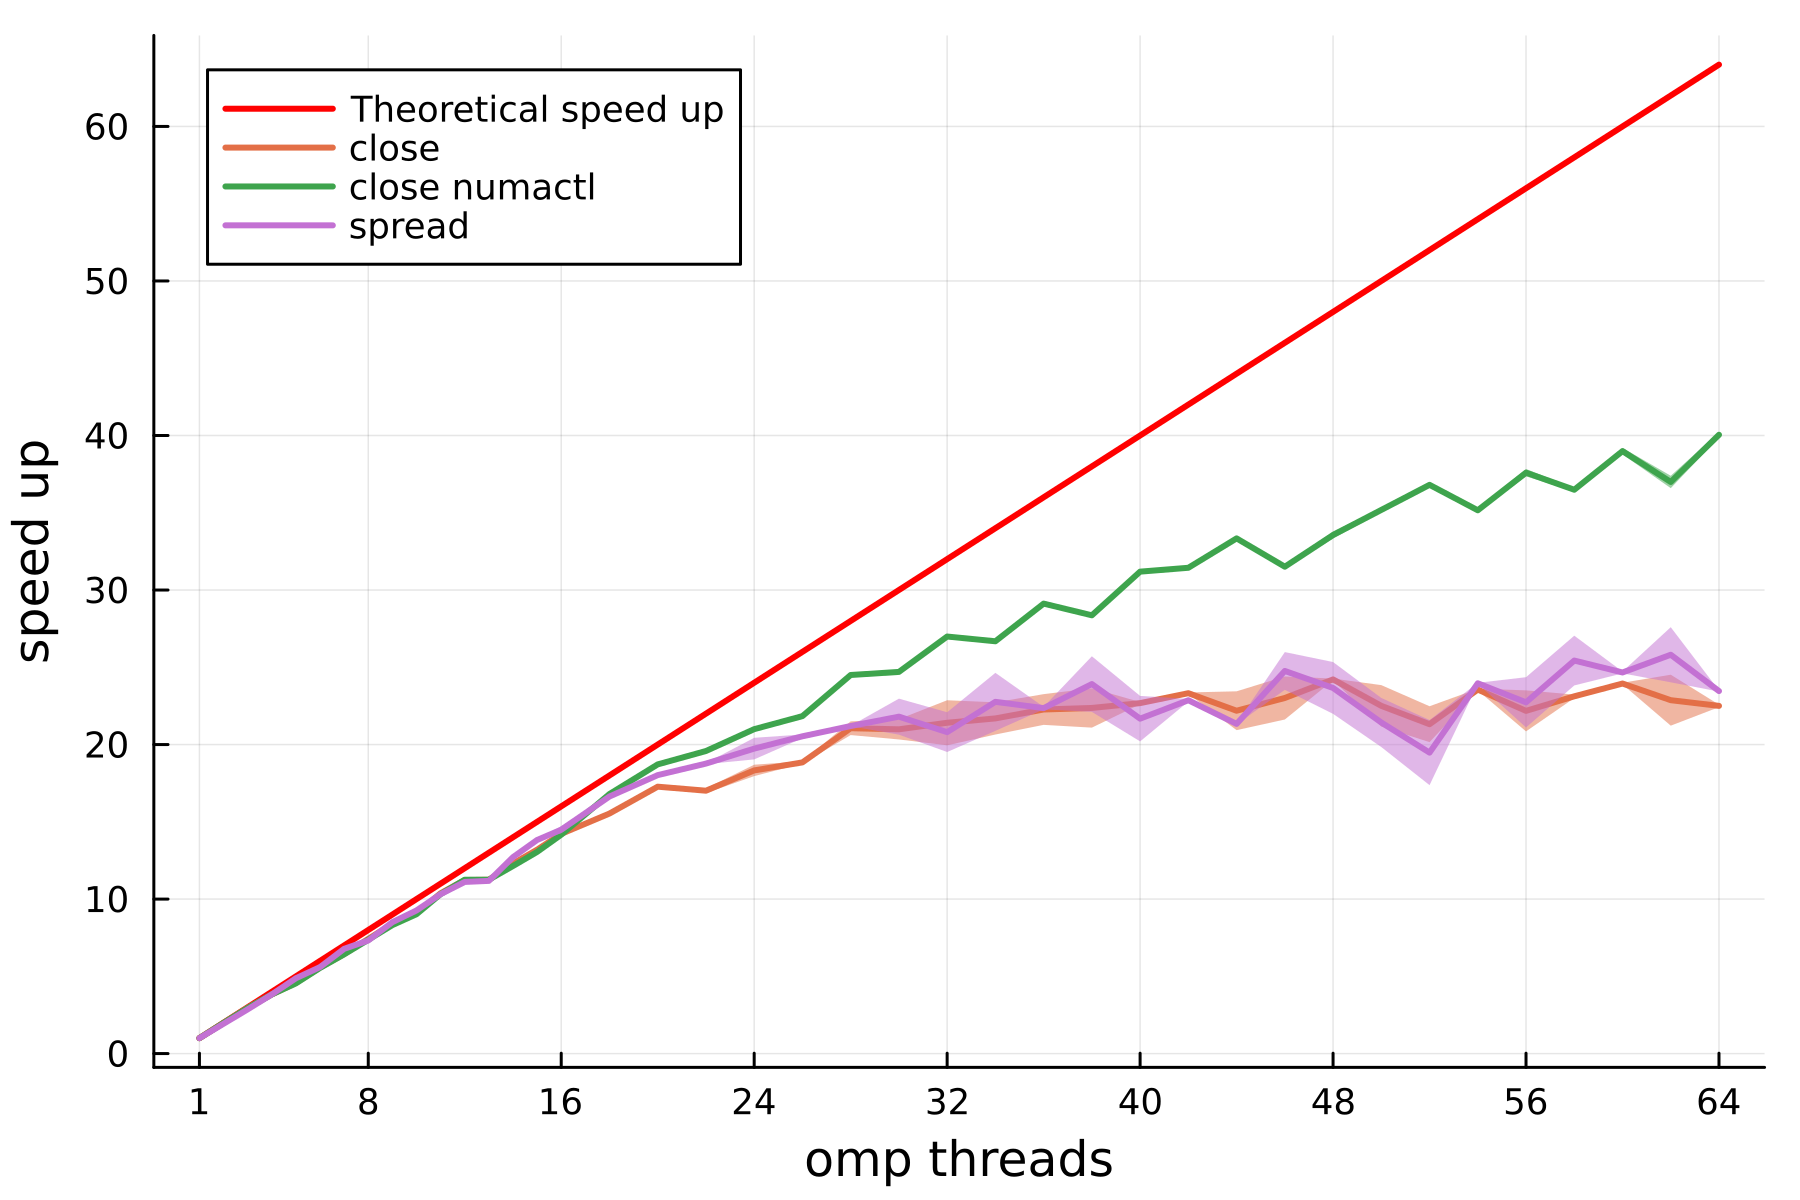 Theoretical speed up
close
close numactl
spread
60
50
40
30
20
10
0
speed up
1 8 16 24 32 40 48 56 64
omp threads